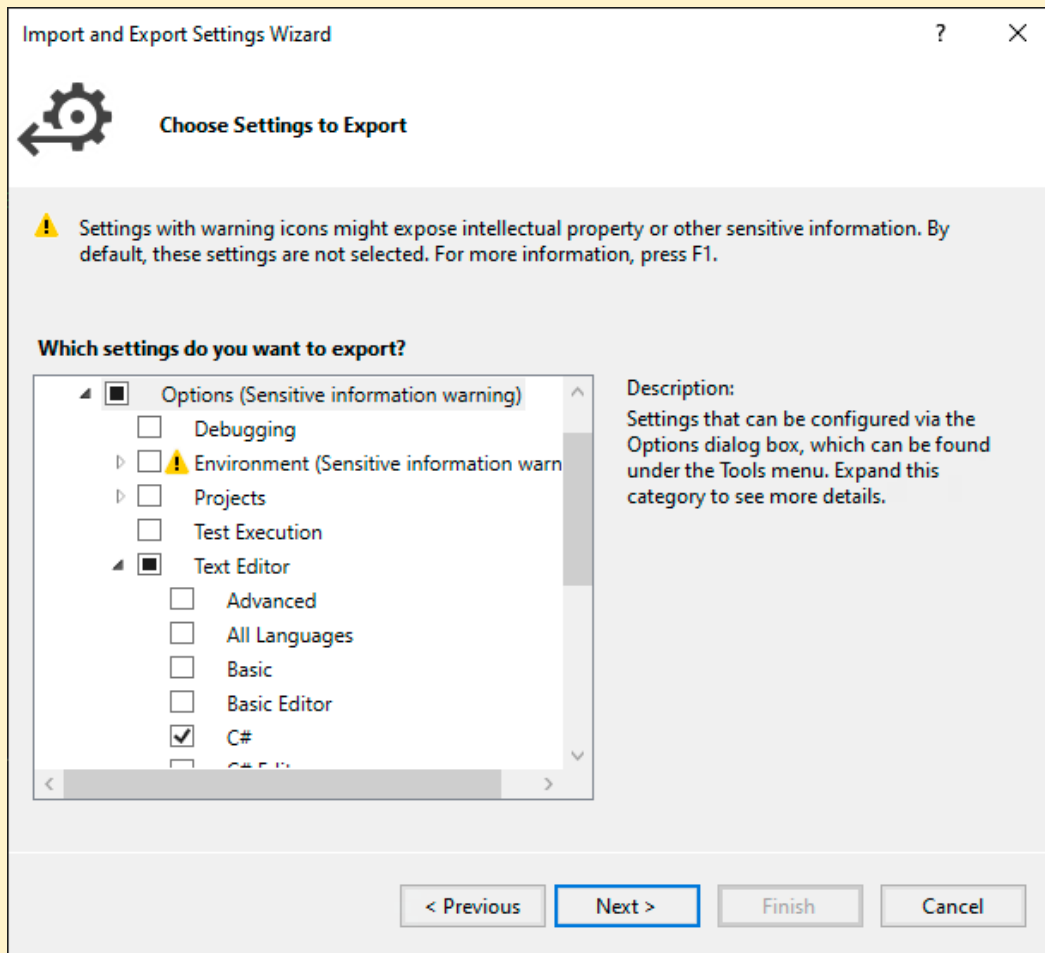 Import and Export Settings Wizard
?
Choose Settings to Export
Settings with warning icons might expose intellectual property or other sensitive information. By
default, these settings are not selected. For more information, press F1.
Which settings do you want to export?
Options (Sensitive information warning)
Debugging
Environment (Sensitive information warn
Projects
Test Execution
Text Editor
Advanced
All Languages
Basic
Basic Editor
C#
Description:
Settings that can be configured via the
Options dialog box, which can be found
under the Tools menu. Expand this
category to see more details.
< Previous
Next >
Finish
Cancel